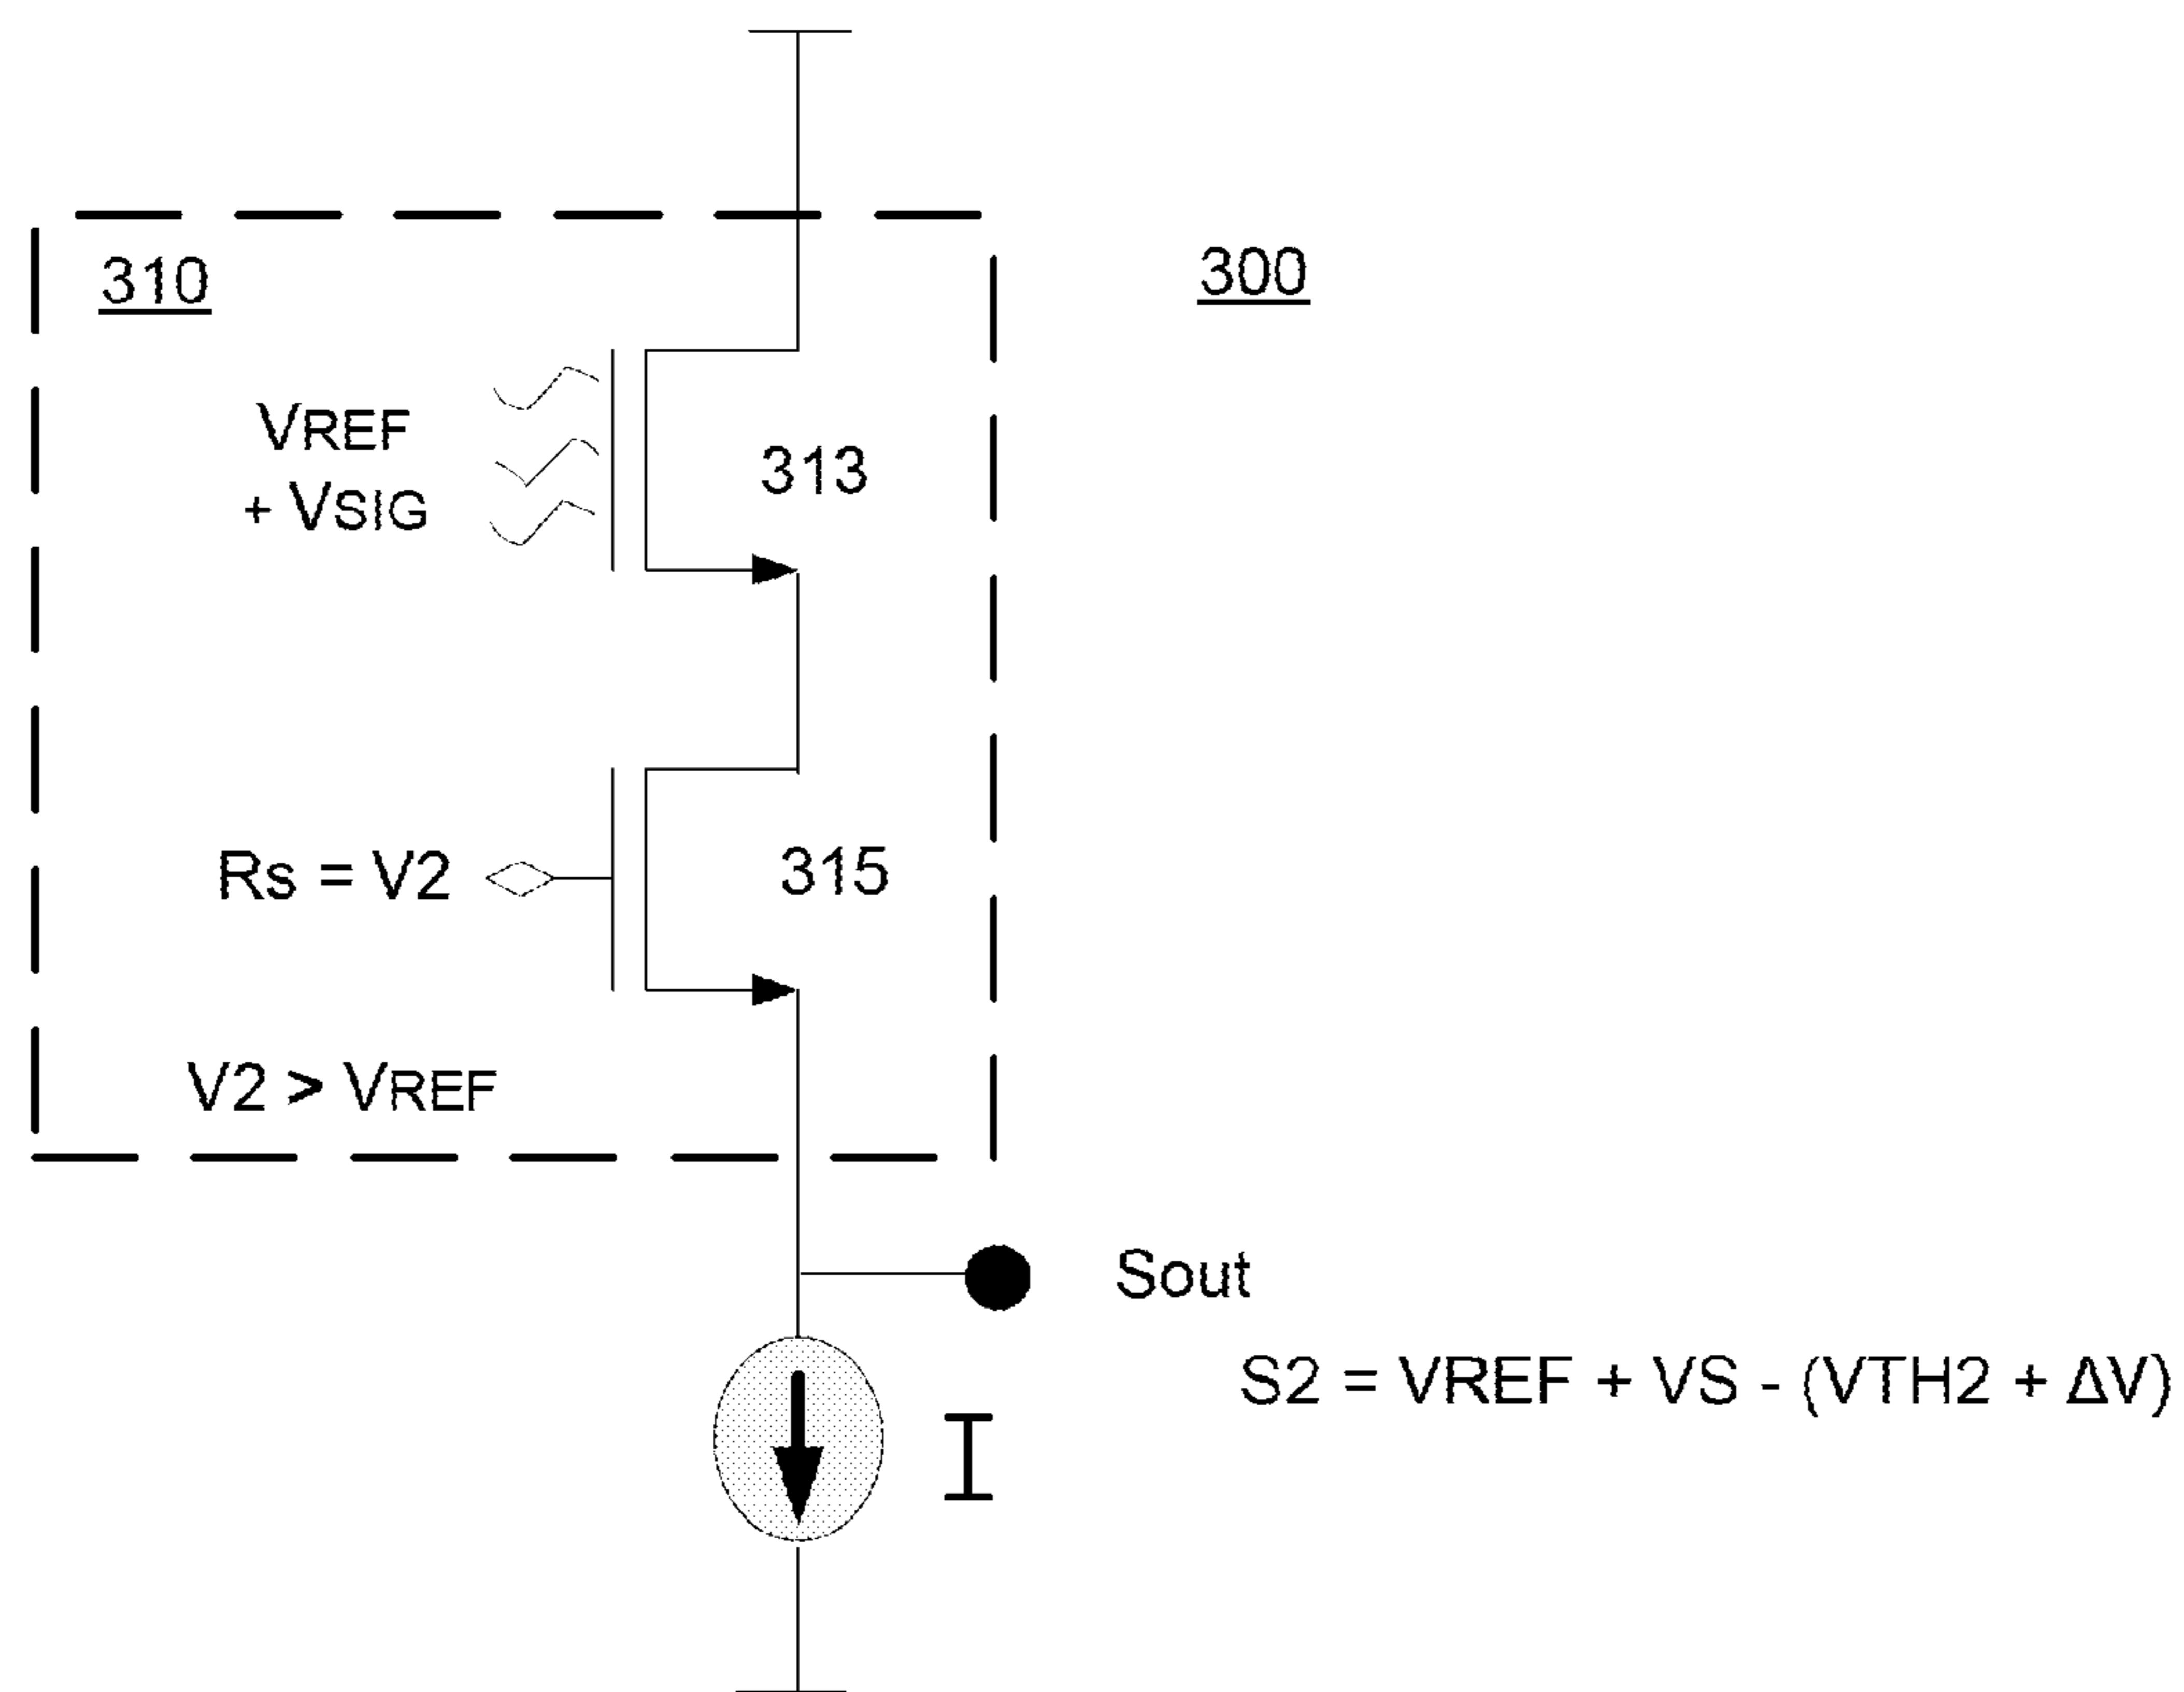 310
300
VREF
+ VSIG
313
Rs = V2
315
V2 > VREF
Sout
S2 = VREF + VS - (VTH2 + ΔV)
I